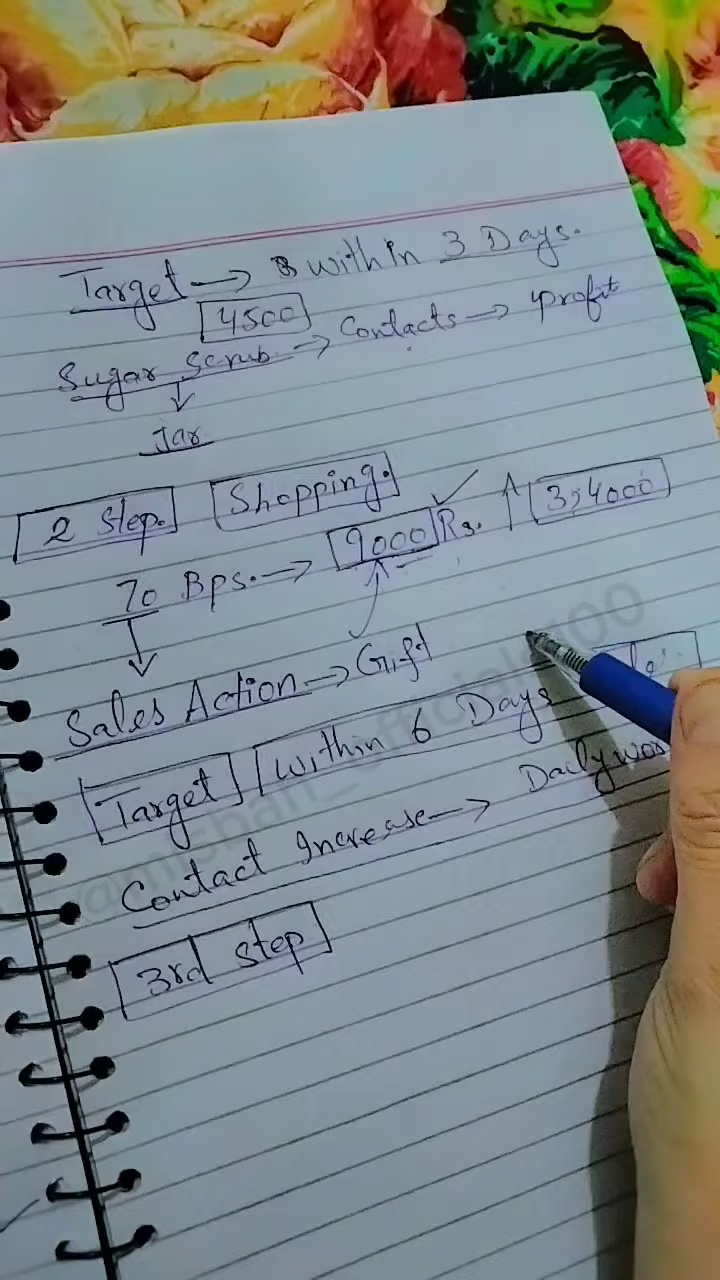 Target → within 3 Days.
4500
Sugar Scrub → Contacts → profit
↓
Jar
2 Step. Shopping.
70 Bps. → 9000 Rs. ↑ 3,4000
↓
Sales Action → Gift
Target within 6 Days
Contact Increase → Daily
3rd step